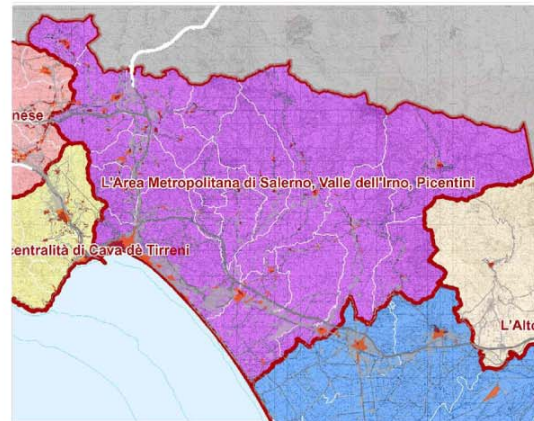 nese
L'Area Metropolitana di Salerno, Valle dell'Irno, Picentini
centralità di Cava dè Tirreni
L'Alto